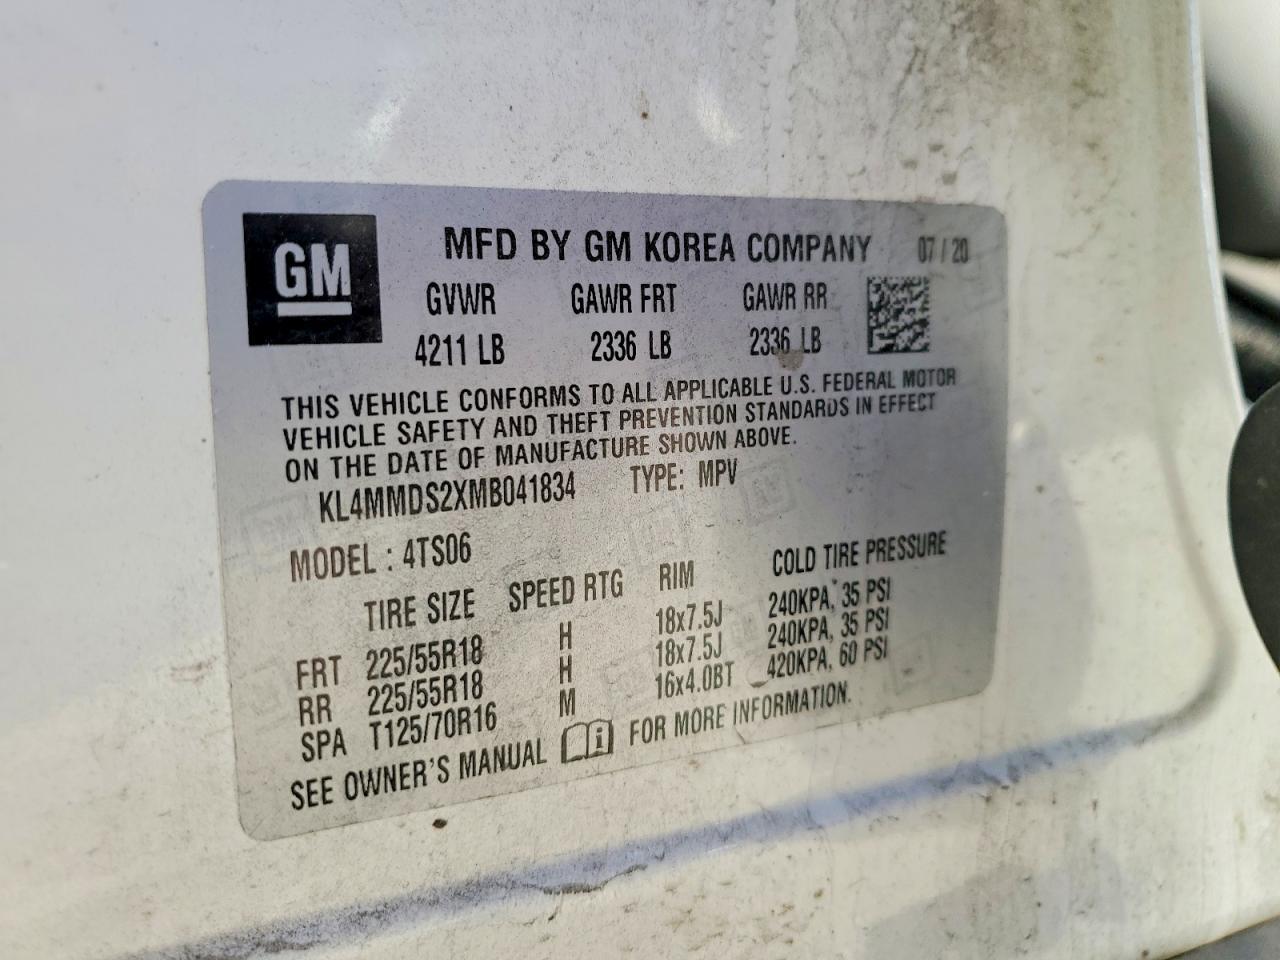 GM
MFD BY GM KOREA COMPANY 07 / 20
GVWR GAWR FRT GAWR RR
4211 LB 2336 LB 2336 LB
THIS VEHICLE CONFORMS TO ALL APPLICABLE U.S. FEDERAL MOTOR
VEHICLE SAFETY AND THEFT PREVENTION STANDARDS IN EFFECT
ON THE DATE OF MANUFACTURE SHOWN ABOVE.
KL4MMDS2XMB041834 TYPE: MPV
MODEL : 4TS06
TIRE SIZE SPEED RTG RIM COLD TIRE PRESSURE
FRT 225/55R18 H 18x7.5J 240KPA, 35 PSI
RR 225/55R18 H 18x7.5J 240KPA, 35 PSI
SPA T125/70R16 M 16x4.0BT 420KPA, 60 PSI
SEE OWNER'S MANUAL i FOR MORE INFORMATION.